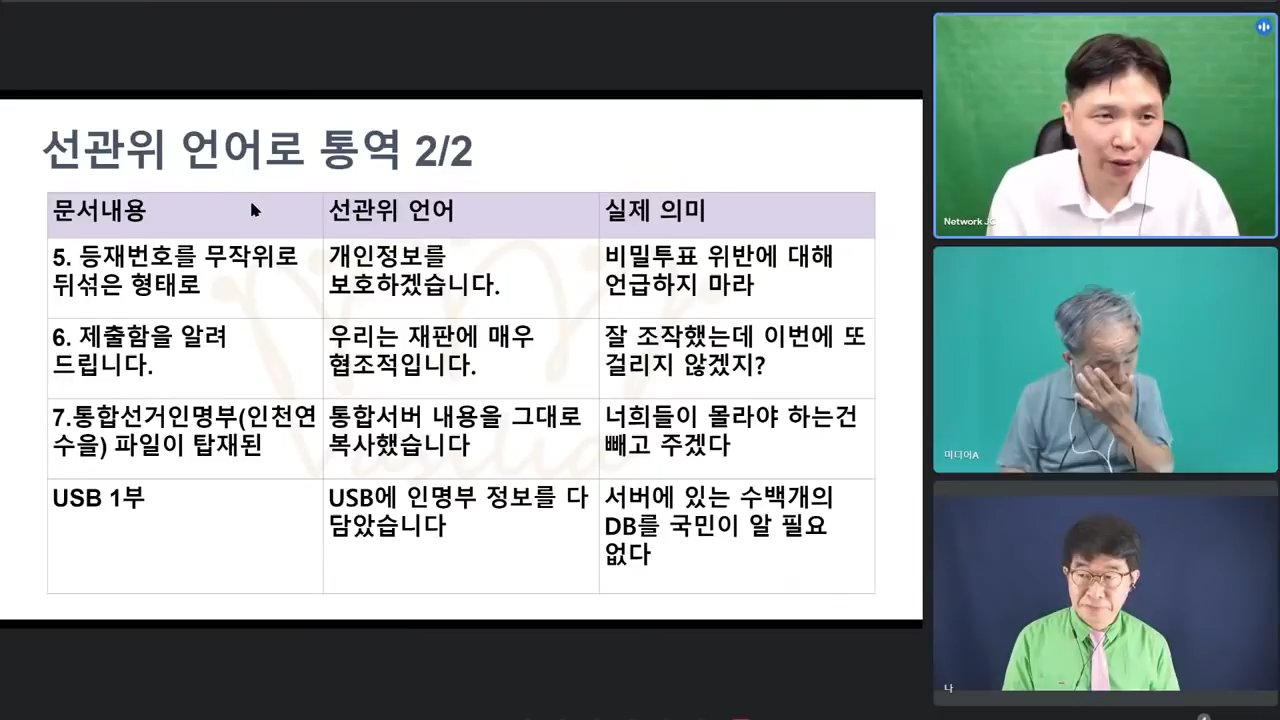 선관위 언어로 통역 2/2
문서내용
선관위 언어
실제 의미
5. 등재번호를 무작위로
뒤섞은 형태로
개인정보를
보호하겠습니다.
비밀투표 위반에 대해
언급하지 마라
6. 제출함을 알려
드립니다.
우리는 재판에 매우
협조적입니다.
잘 조작했는데 이번에 또
걸리지 않겠지?
7.통합선거인명부(인천연
수을) 파일이 탑재된
통합서버 내용을 그대로
복사했습니다
너희들이 몰라야 하는건
빼고 주겠다
USB 1부
USB에 인명부 정보를 다
담았습니다
서버에 있는 수백개의
DB를 국민이 알 필요
없다
Network JC
미디어A
나